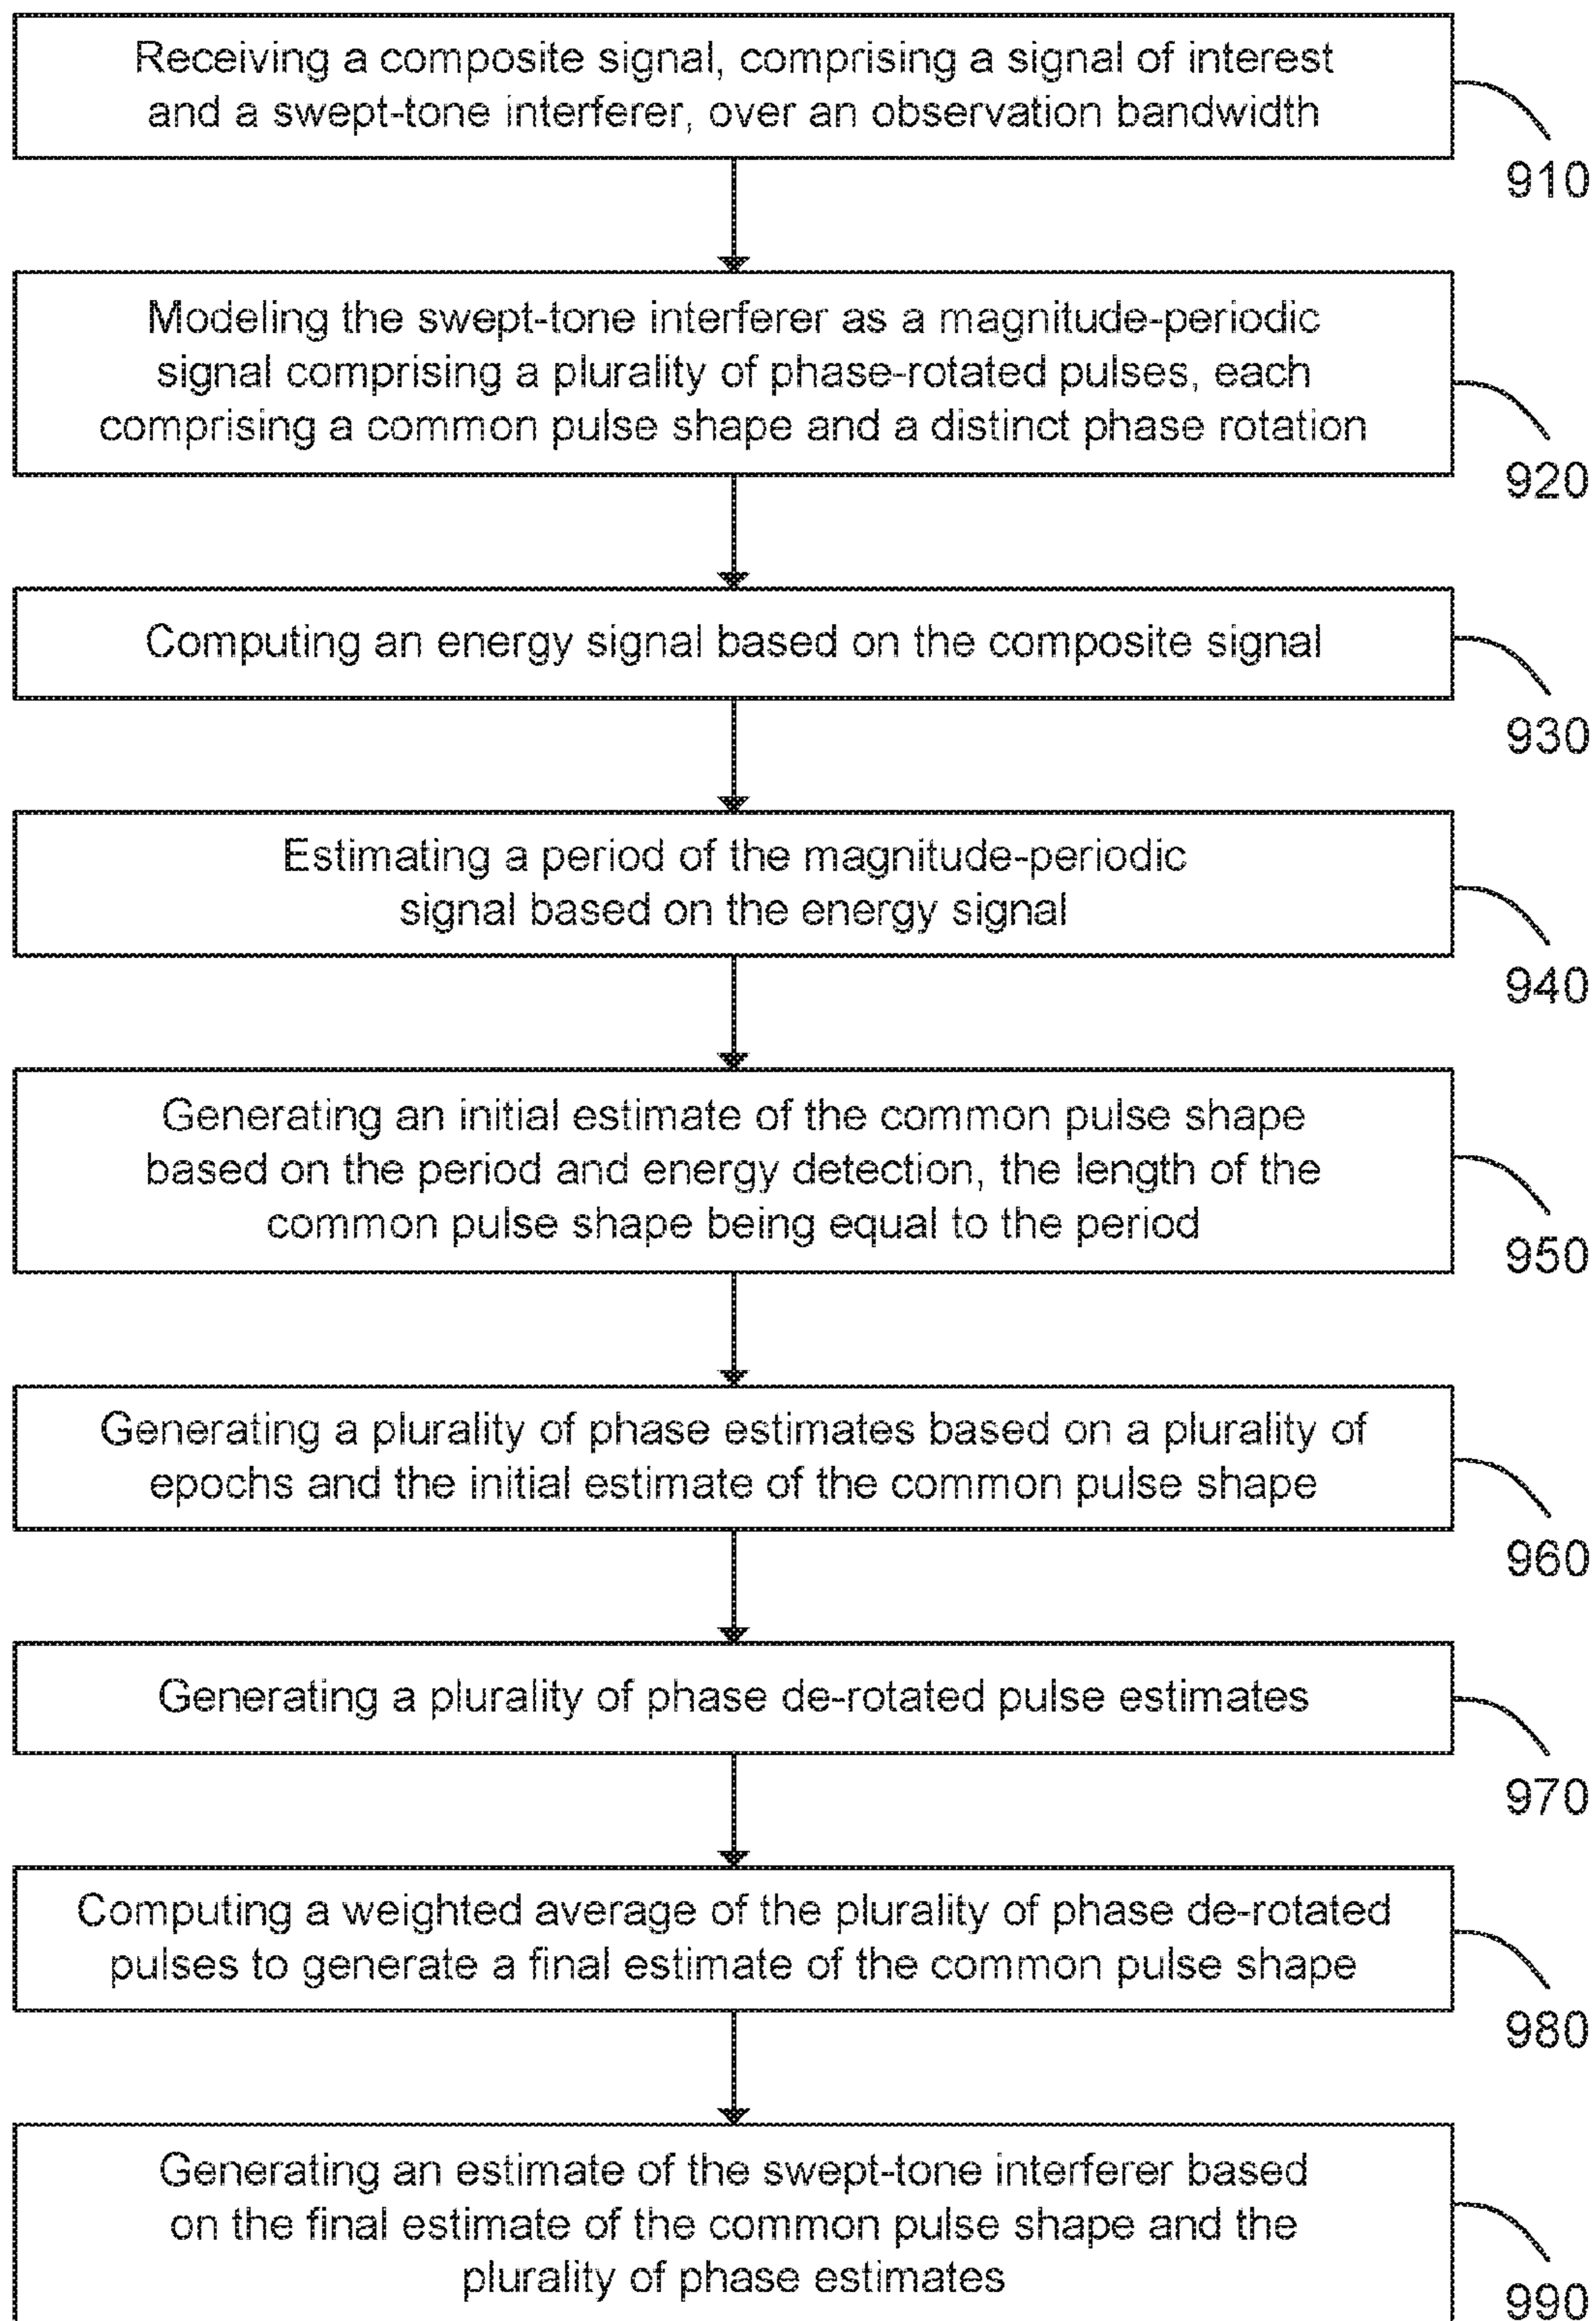 Receiving a composite signal, comprising a signal of interest
and a swept-tone interferer, over an observation bandwidth
910
Modeling the swept-tone interferer as a magnitude-periodic
signal comprising a plurality of phase-rotated pulses, each
comprising a common pulse shape and a distinct phase rotation
920
Computing an energy signal based on the composite signal
930
Estimating a period of the magnitude-periodic
signal based on the energy signal
940
Generating an initial estimate of the common pulse shape
based on the period and energy detection, the length of the
common pulse shape being equal to the period
950
Generating a plurality of phase estimates based on a plurality of
epochs and the initial estimate of the common pulse shape
960
Generating a plurality of phase de-rotated pulse estimates
970
Computing a weighted average of the plurality of phase de-rotated
pulses to generate a final estimate of the common pulse shape
980
Generating an estimate of the swept-tone interferer based
on the final estimate of the common pulse shape and the
plurality of phase estimates
990